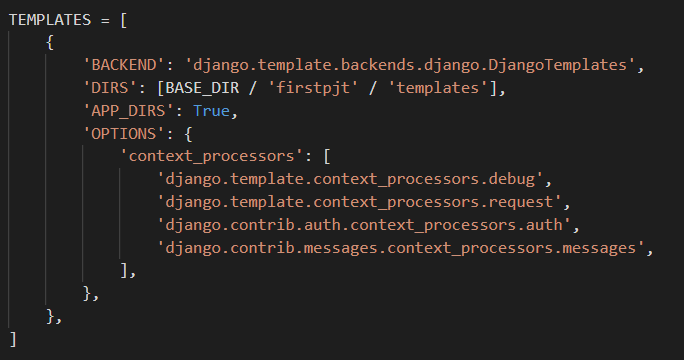 TEMPLATES = [
    {
        'BACKEND': 'django.template.backends.django.DjangoTemplates',
        'DIRS': [BASE_DIR / 'firstpjt' / 'templates'],
        'APP_DIRS': True,
        'OPTIONS': {
            'context_processors': [
                'django.template.context_processors.debug',
                'django.template.context_processors.request',
                'django.contrib.auth.context_processors.auth',
                'django.contrib.messages.context_processors.messages',
            ],
        },
    },
]